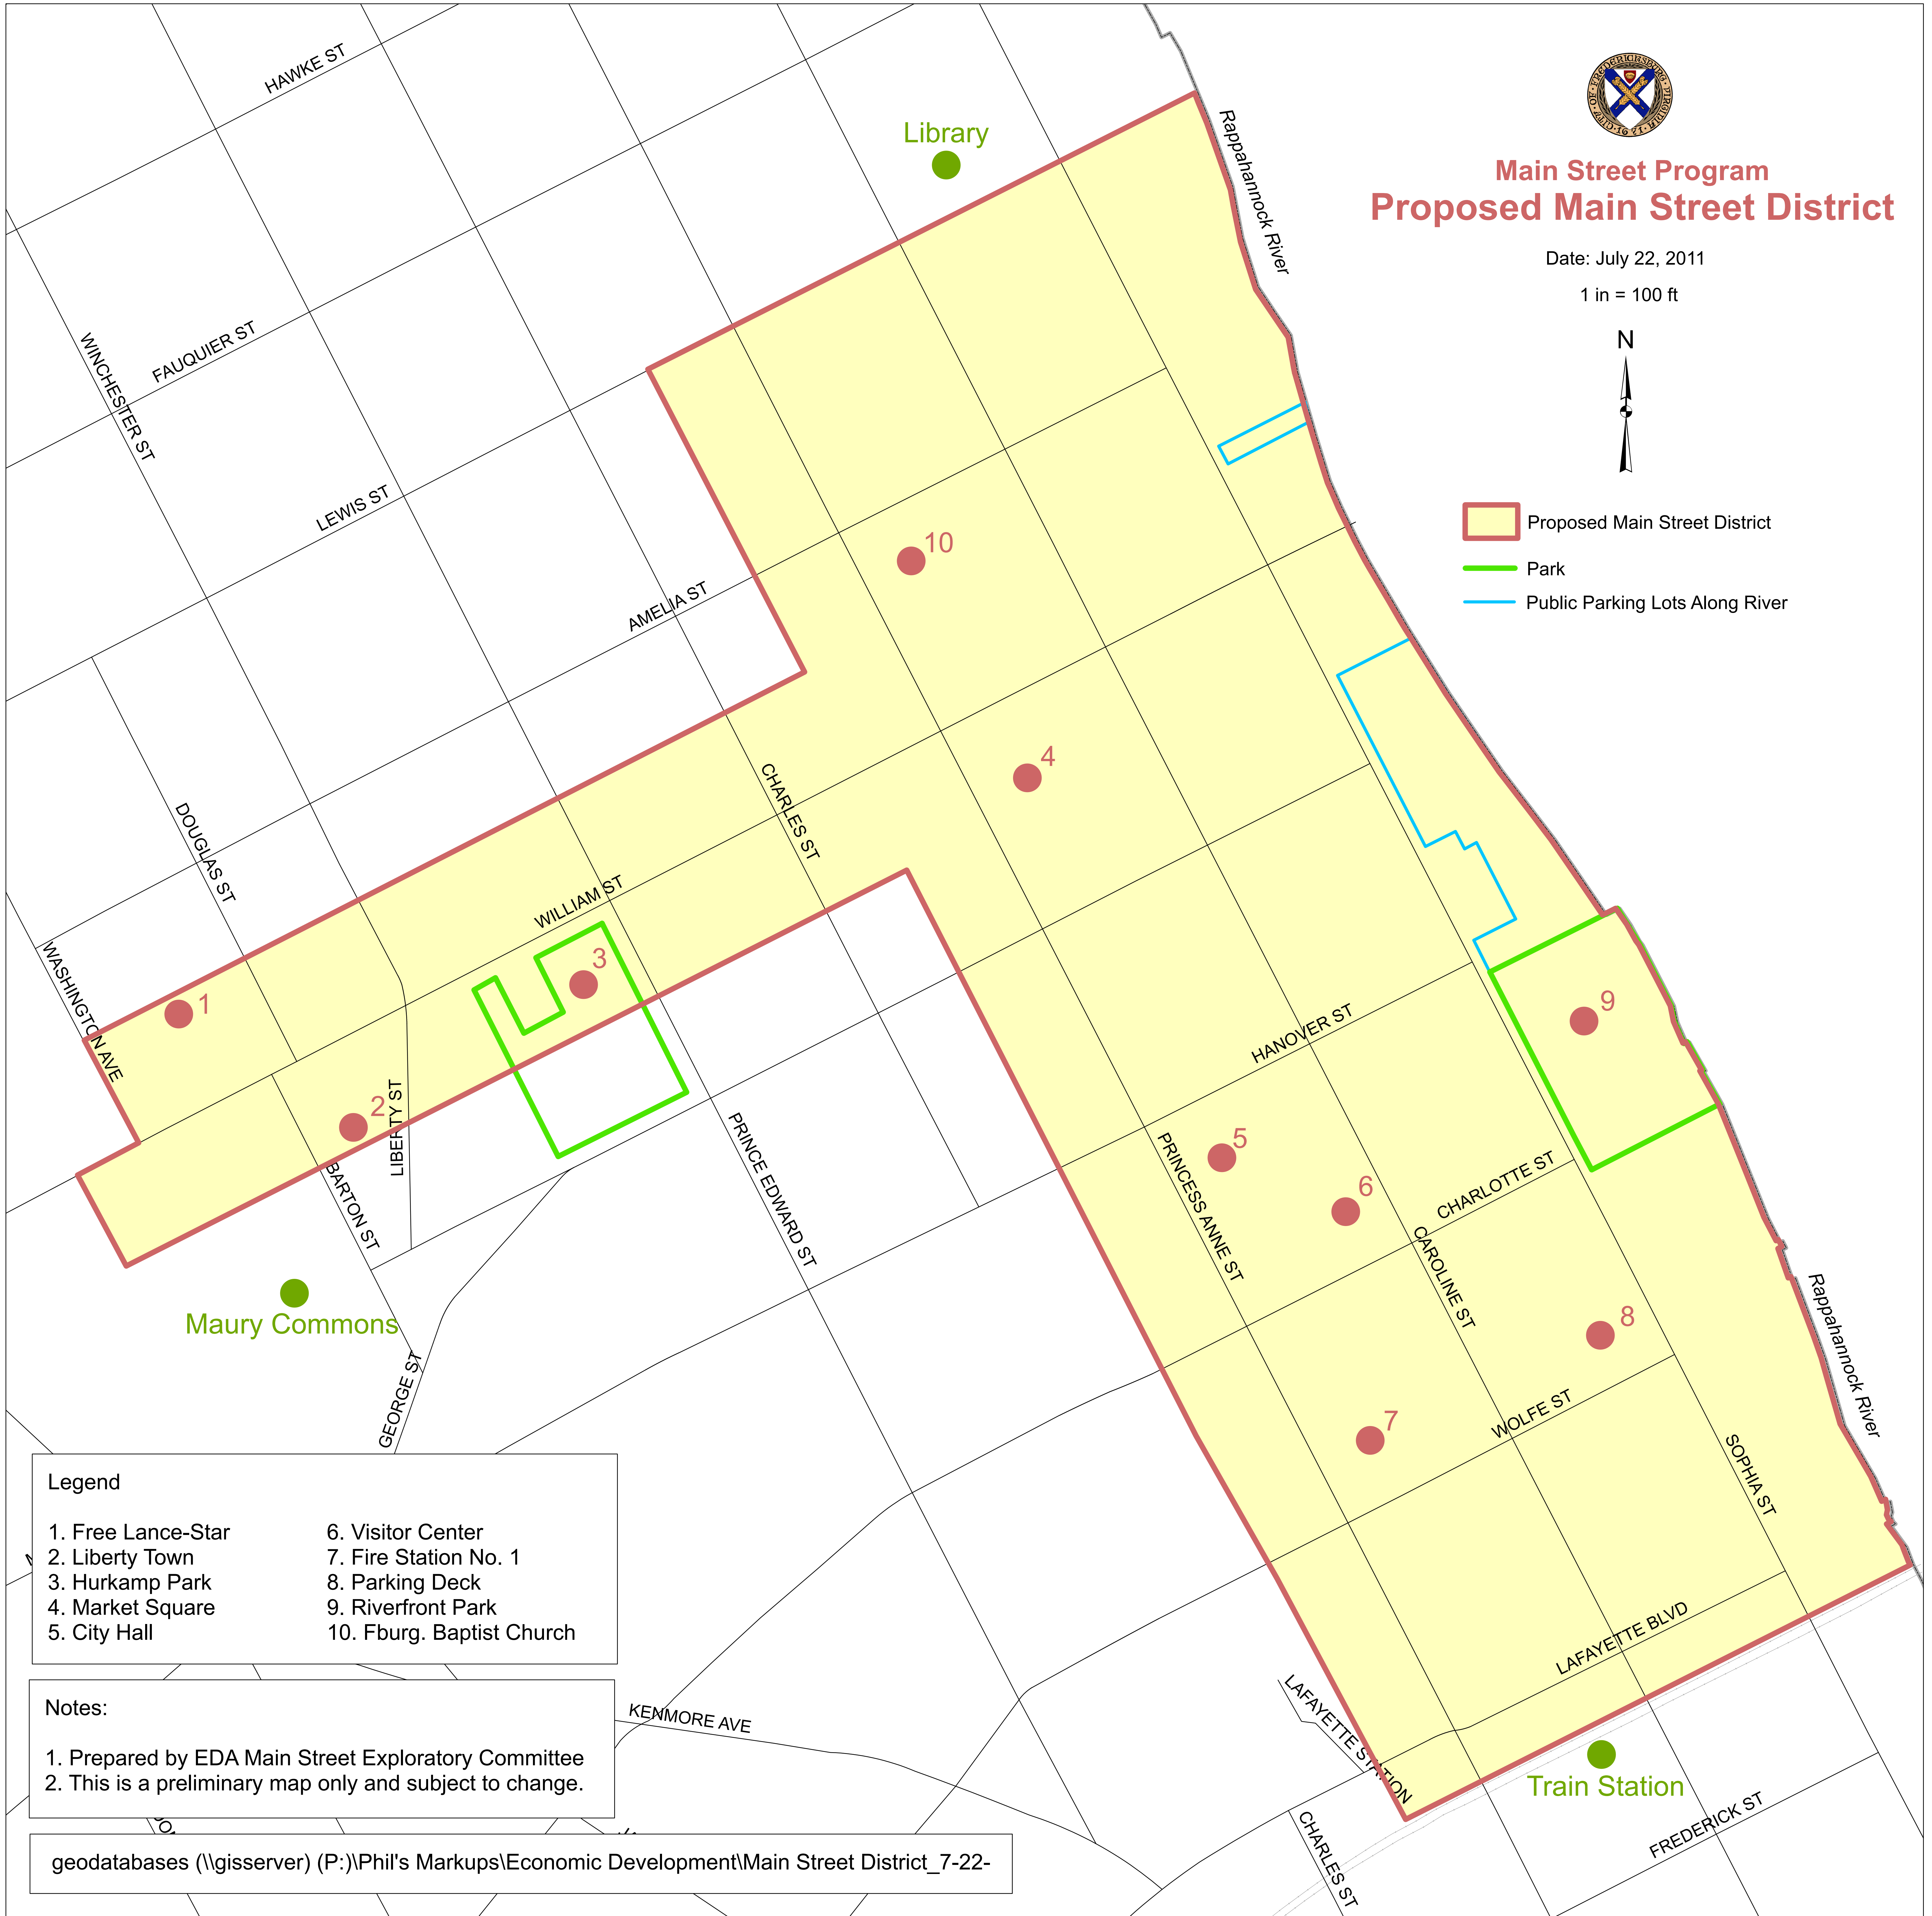 HAWKE ST
Library
Rappahannock River
CITY OF FREDERICKSBURG VIRGINIA
Main Street Program
Proposed Main Street District
Date: July 22, 2011
1 in = 100 ft
N
Proposed Main Street District
Park
Public Parking Lots Along River
WINCHESTER ST
FAUQUIER ST
LEWIS ST
AMELIA ST
10
4
CHARLES ST
DOUGLAS ST
WILLIAM ST
WASHINGTON AVE
1
3
2
LIBERTY ST
BARTON ST
PRINCE EDWARD ST
HANOVER ST
9
5
6
PRINCESS ANNE ST
CHARLOTTE ST
CAROLINE ST
8
7
WOLFE ST
SOPHIA ST
Rappahannock River
Maury Commons
GEORGE ST
LAFAYETTE BLVD
LAFAYETTE STATION
Train Station
FREDERICK ST
CHARLES ST
KENMORE AVE
Legend
1. Free Lance-Star
2. Liberty Town
3. Hurkamp Park
4. Market Square
5. City Hall
6. Visitor Center
7. Fire Station No. 1
8. Parking Deck
9. Riverfront Park
10. Fburg. Baptist Church
Notes:
1. Prepared by EDA Main Street Exploratory Committee
2. This is a preliminary map only and subject to change.
geodatabases (\\gisserver) (P:)\Phil's Markups\Economic Development\Main Street District_7-22-